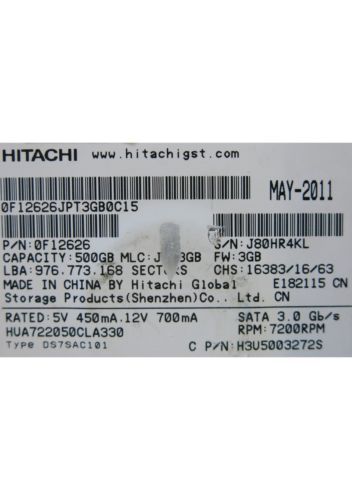 HITACHI www.hitachigst.com
MAY-2011
0F12626JPT3GB0C15
P/N: 0F12626 S/N: J80HR4KL
CAPACITY: 500GB MLC: FW: 3GB
LBA: 976.773.168 SECTORS CHS: 16383/16/63
MADE IN CHINA BY Hitachi Global E182115 CN
Storage Products(Shenzhen)Co.., Ltd. CN
RATED: 5V 450mA.12V 700mA SATA 3.0 Gb/s
HUA722050CLA330 RPM: 7200RPM
Type DS7SAC101 C P/N: H3U5003272S